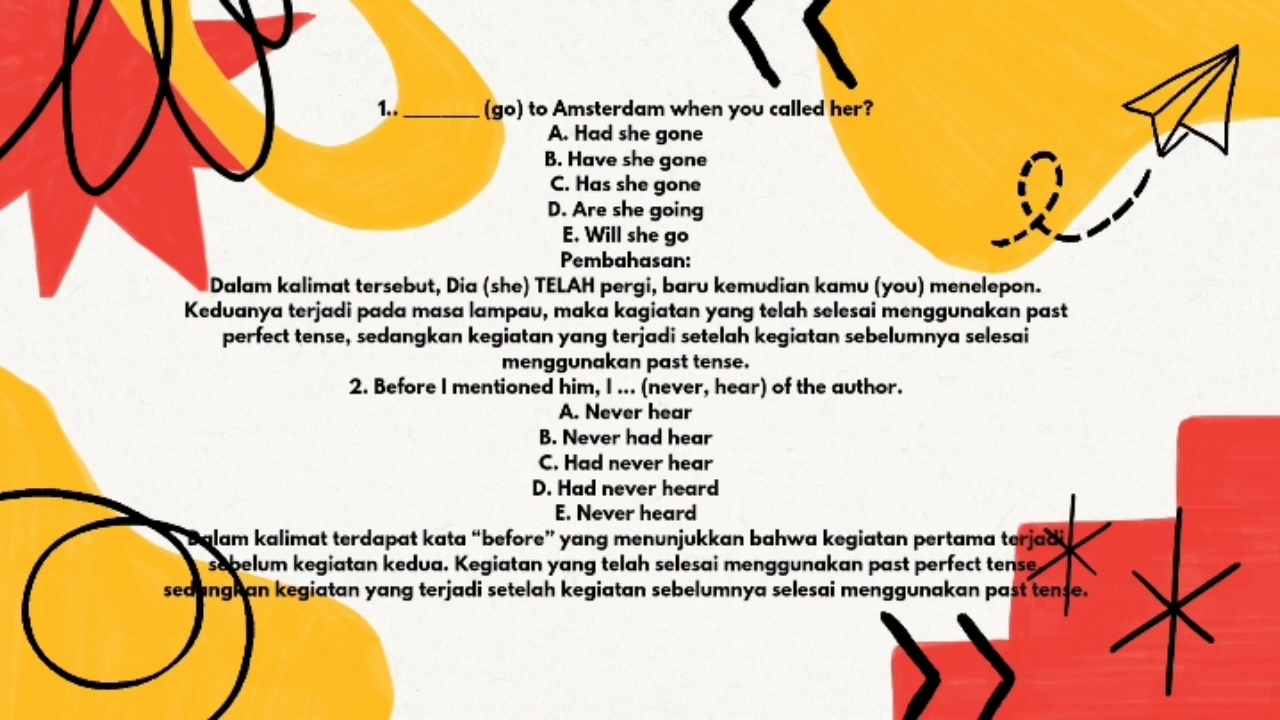 1.. _______ (go) to Amsterdam when you called her?
A. Had she gone
B. Have she gone
C. Has she gone
D. Are she going
E. Will she go
Pembahasan:
Dalam kalimat tersebut, Dia (she) TELAH pergi, baru kemudian kamu (you) menelepon.
Keduanya terjadi pada masa lampau, maka kagiatan yang telah selesai menggunakan past
perfect tense, sedangkan kegiatan yang terjadi setelah kegiatan sebelumnya selesai
menggunakan past tense.
2. Before I mentioned him, I ... (never, hear) of the author.
A. Never hear
B. Never had hear
C. Had never hear
D. Had never heard
E. Never heard
Dalam kalimat terdapat kata “before” yang menunjukkan bahwa kegiatan pertama terjadi
sebelum kegiatan kedua. Kegiatan yang telah selesai menggunakan past perfect tense,
sedangkan kegiatan yang terjadi setelah kegiatan sebelumnya selesai menggunakan past tense.